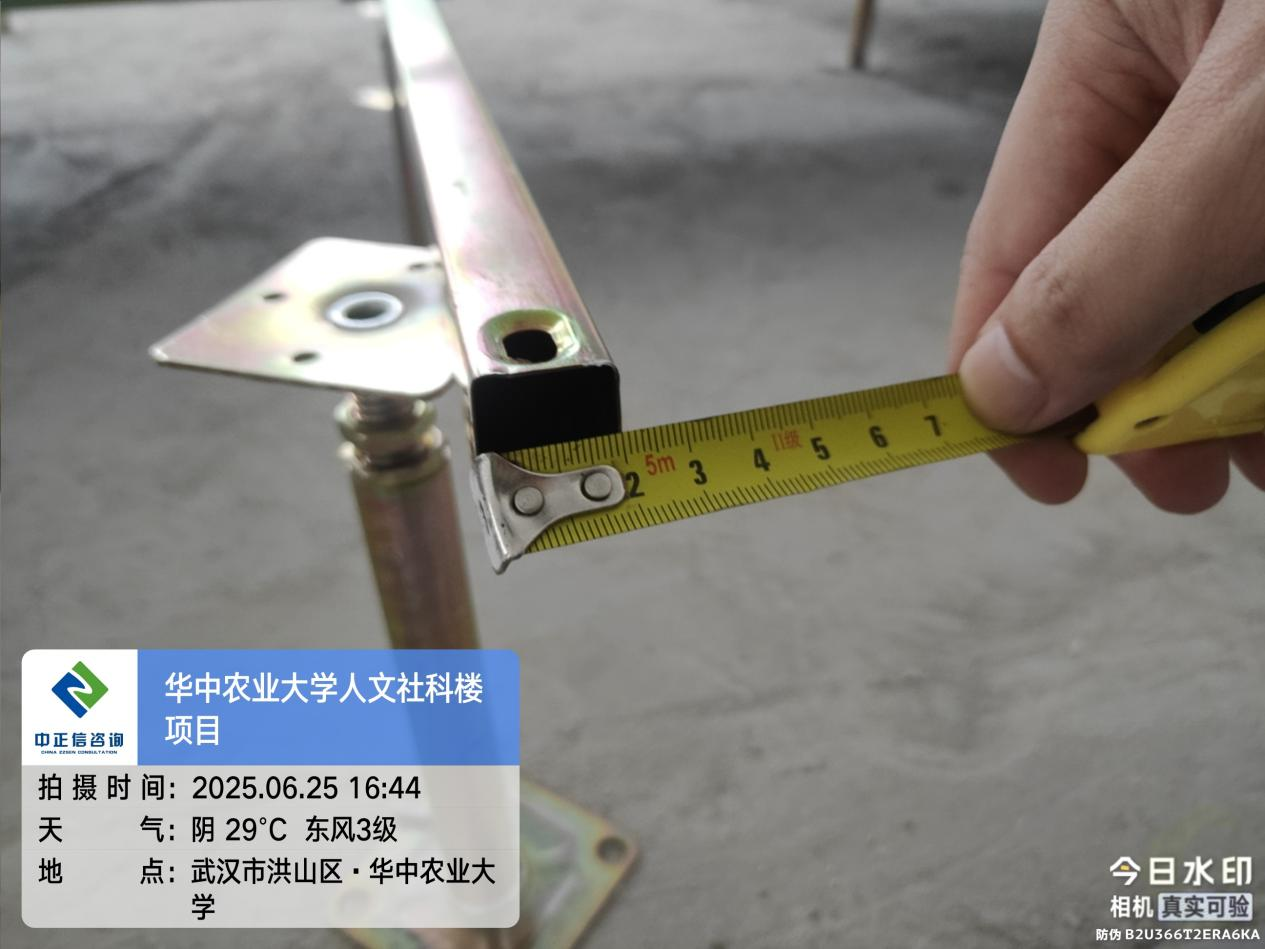 5m
II级
2 3 4 5 6 7
中正信咨询
CHINA ZZSEN CONSULTATION
华中农业大学人文社科楼
项目
拍摄时间：2025.06.25 16:44
天气：阴 29°C 东风3级
地点：武汉市洪山区·华中农业大
学
今日水印
相机 真实可验
防伪 B2U366T2ERA6KA